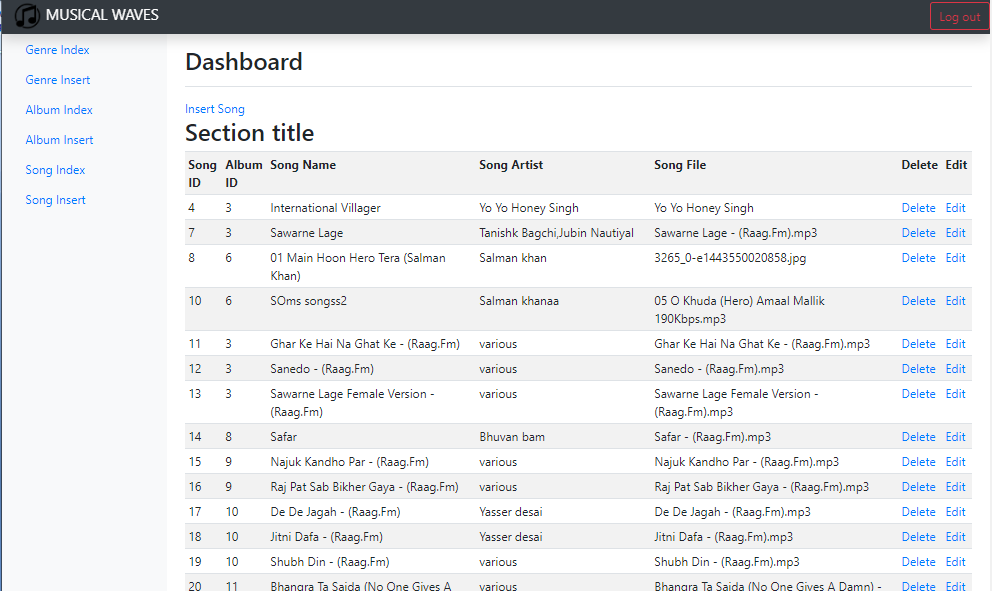 MUSICAL WAVES
Log out
Genre Index
Genre Insert
Album Index
Album Insert
Song Index
Song Insert
Dashboard
Insert Song
Section title
Song Album Song Name Song Artist Song File Delete Edit
ID ID
4 3 International Villager Yo Yo Honey Singh Yo Yo Honey Singh Delete Edit
7 3 Sawarne Lage Tanishk Bagchi,Jubin Nautiyal Sawarne Lage - (Raag.Fm).mp3 Delete Edit
8 6 01 Main Hoon Hero Tera (Salman Salman khan 3265_0-e1443550020858.jpg Delete Edit
Khan)
10 6 SOms songss2 Salman khanaa 05 O Khuda (Hero) Amaal Mallik Delete Edit
190Kbps.mp3
11 3 Ghar Ke Hai Na Ghat Ke - (Raag.Fm) various Ghar Ke Hai Na Ghat Ke - (Raag.Fm).mp3 Delete Edit
12 3 Sanedo - (Raag.Fm) various Sanedo - (Raag.Fm).mp3 Delete Edit
13 3 Sawarne Lage Female Version - various Sawarne Lage Female Version - Delete Edit
(Raag.Fm) (Raag.Fm).mp3
14 8 Safar Bhuvan bam Safar - (Raag.Fm).mp3 Delete Edit
15 9 Najuk Kandho Par - (Raag.Fm) various Najuk Kandho Par - (Raag.Fm).mp3 Delete Edit
16 9 Raj Pat Sab Bikher Gaya - (Raag.Fm) various Raj Pat Sab Bikher Gaya - (Raag.Fm).mp3 Delete Edit
17 10 De De Jagah - (Raag.Fm) Yasser desai De De Jagah - (Raag.Fm).mp3 Delete Edit
18 10 Jitni Dafa - (Raag.Fm) Yasser desai Jitni Dafa - (Raag.Fm).mp3 Delete Edit
19 10 Shubh Din - (Raag.Fm) various Shubh Din - (Raag.Fm).mp3 Delete Edit
20 11 Bhangra Ta Saida (No One Gives A various Bhangra Ta Saida (No One Gives A Damn) - Delete Edit